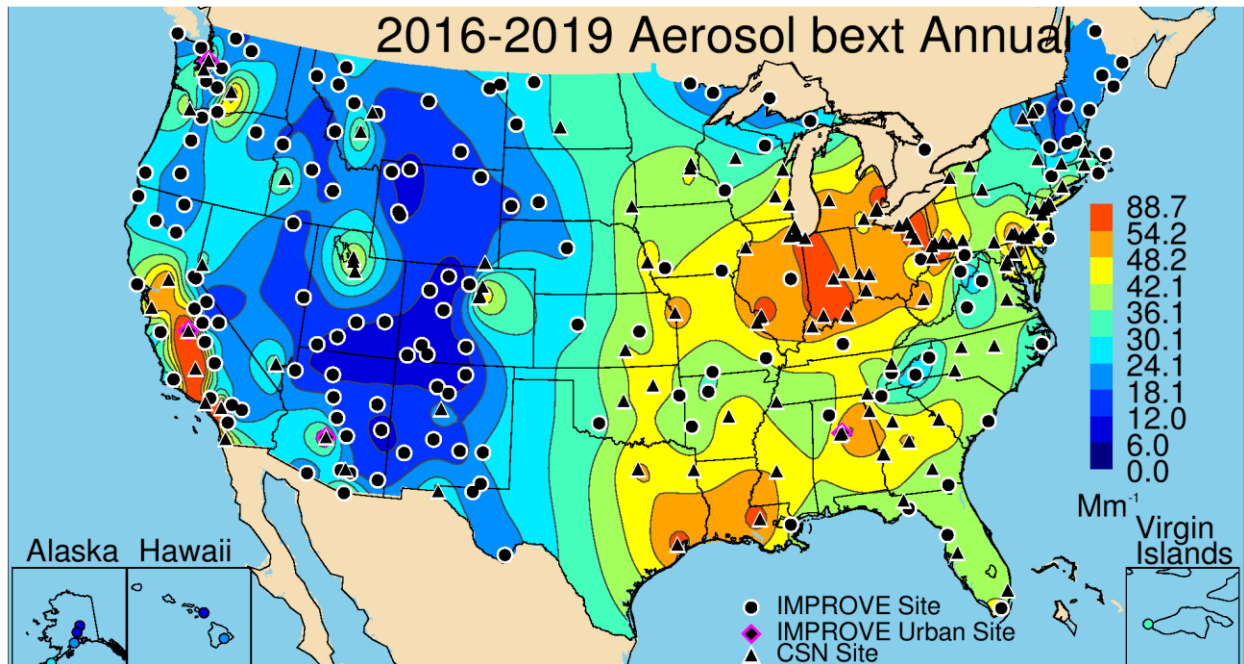 2016-2019 Aerosol bext Annual
88.7
54.2
48.2
42.1
36.1
30.1
24.1
18.1
12.0
6.0
0.0
Mm⁻¹
Alaska
Hawaii
Virgin
Islands
IMPROVE Site
IMPROVE Urban Site
CSN Site